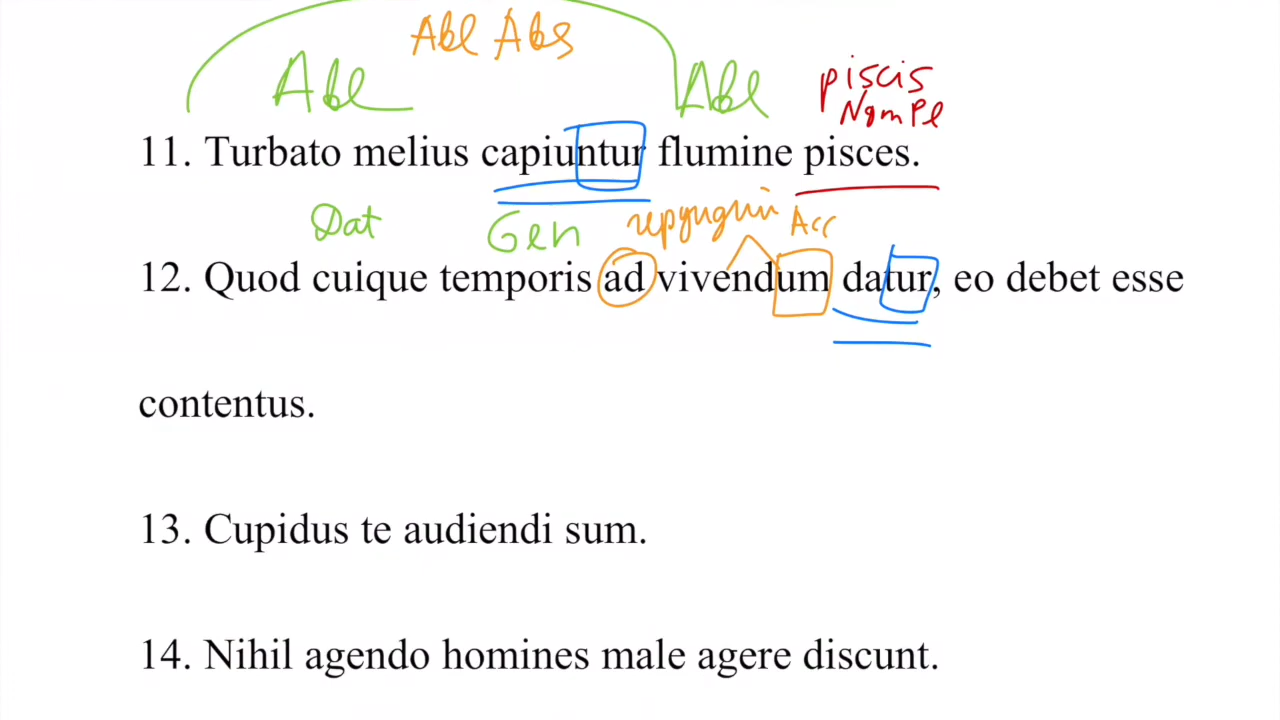 Abl Abs
Abl Abl piscis
Nom Pl
11. Turbato melius capiuntur flumine pisces.
Dat Gen герундий Acc
12. Quod cuique temporis ad vivendum datur, eo debet esse
contentus.
13. Cupidus te audiendi sum.
14. Nihil agendo homines male agere discunt.